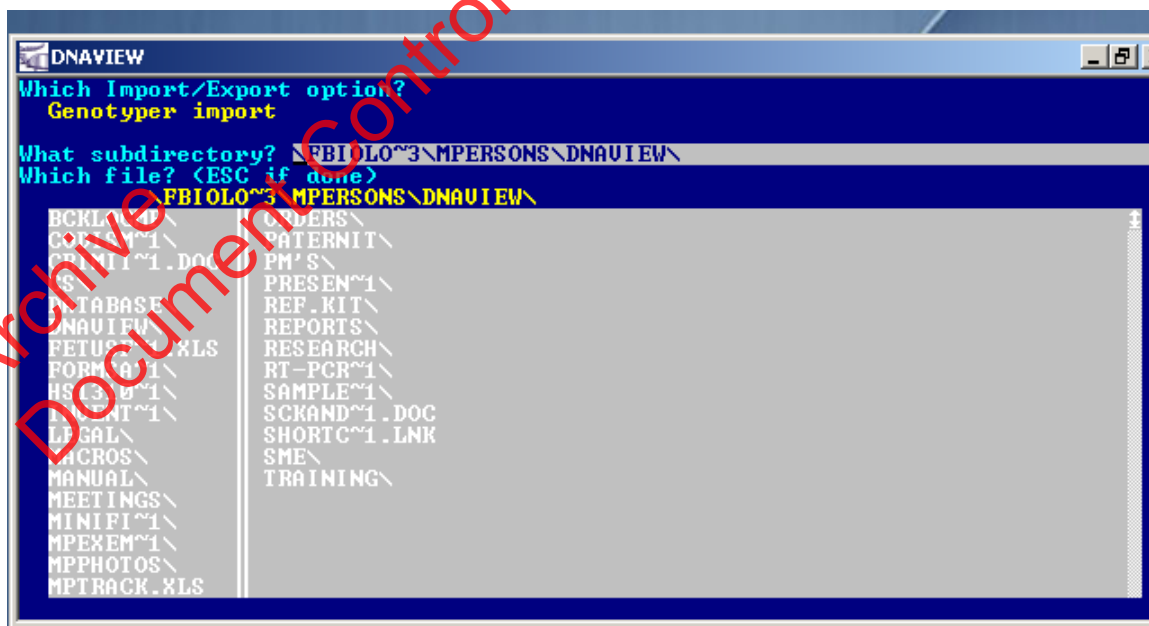 DNAVIEW
Which Import/Export option?
Genotyper import
What subdirectory? \FBIOLO~3\MPERSONS\DNAVIEW\
Which file? (ESC if done)
\FBIOLO~3\MPERSONS\DNAVIEW\
ORDERS\
PATERNIT\
PM'S\
PRESEN~1\
DATABASE\ REF.KIT\
DNAVIEW\ REPORTS\
RESEARCH\
RT-PCR~1\
SAMPLE~1\
SCKAND~1.DOC
LEGAL\ SHORTC~1.LNK
MACROS\ SME\
MANUAL\ TRAINING\
MEETINGS\
MINIFI~1\
MPEXEM~1\
MPPHOTOS\
MPTRACK.XLS
Archive
Document Control